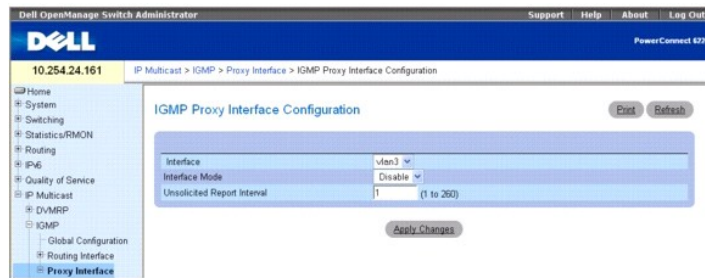 Dell OpenManage Switch Administrator
Support Help About Log Out
DELL
PowerConnect 622
10.254.24.161
IP Multicast > IGMP > Proxy Interface > IGMP Proxy Interface Configuration
Home
System
Switching
Statistics/RMON
Routing
IPv6
Quality of Service
IP Multicast
DVMRP
IGMP
Global Configuration
Routing Interface
Proxy Interface
IGMP Proxy Interface Configuration
Print Refresh
Interface vlan3
Interface Mode Disable
Unsolicited Report Interval 1 (1 to 260)
Apply Changes